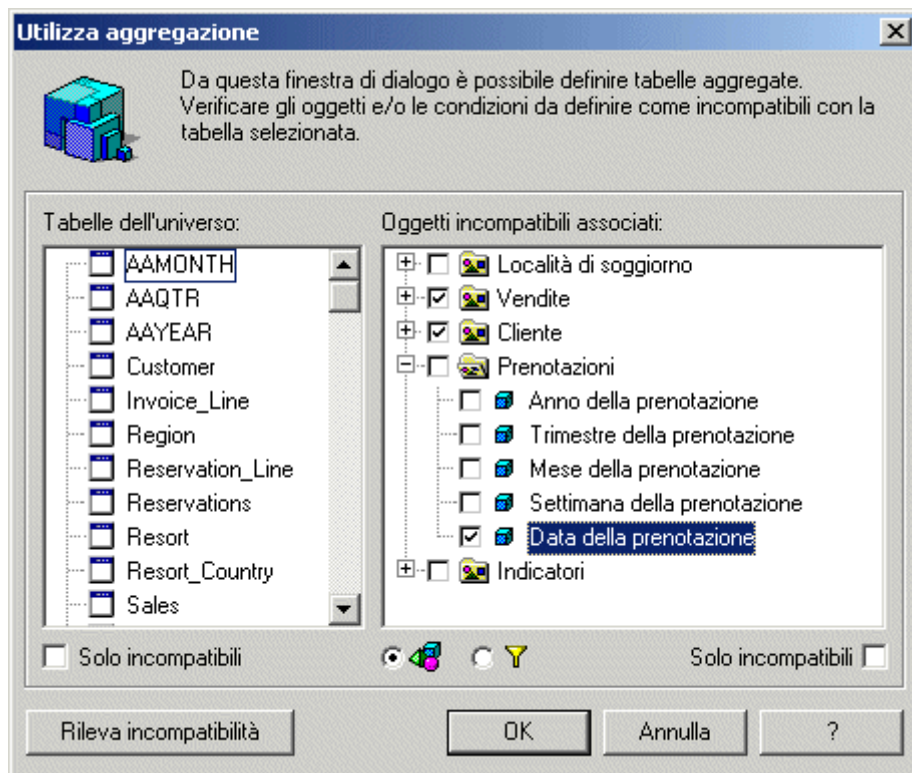 Utilizza aggregazione
Da questa finestra di dialogo è possibile definire tabelle aggregate.
Verificare gli oggetti e/o le condizioni da definire come incompatibili con la
tabella selezionata.
Tabelle dell'universo:
AAMONTH
AAQTR
AAYEAR
Customer
Invoice_Line
Region
Reservation_Line
Reservations
Resort
Resort_Country
Sales
Solo incompatibili
Oggetti incompatibili associati:
Località di soggiorno
Vendite
Cliente
Prenotazioni
Anno della prenotazione
Trimestre della prenotazione
Mese della prenotazione
Settimana della prenotazione
Data della prenotazione
Indicatori
Solo incompatibili
Rileva incompatibilità
OK
Annulla
?